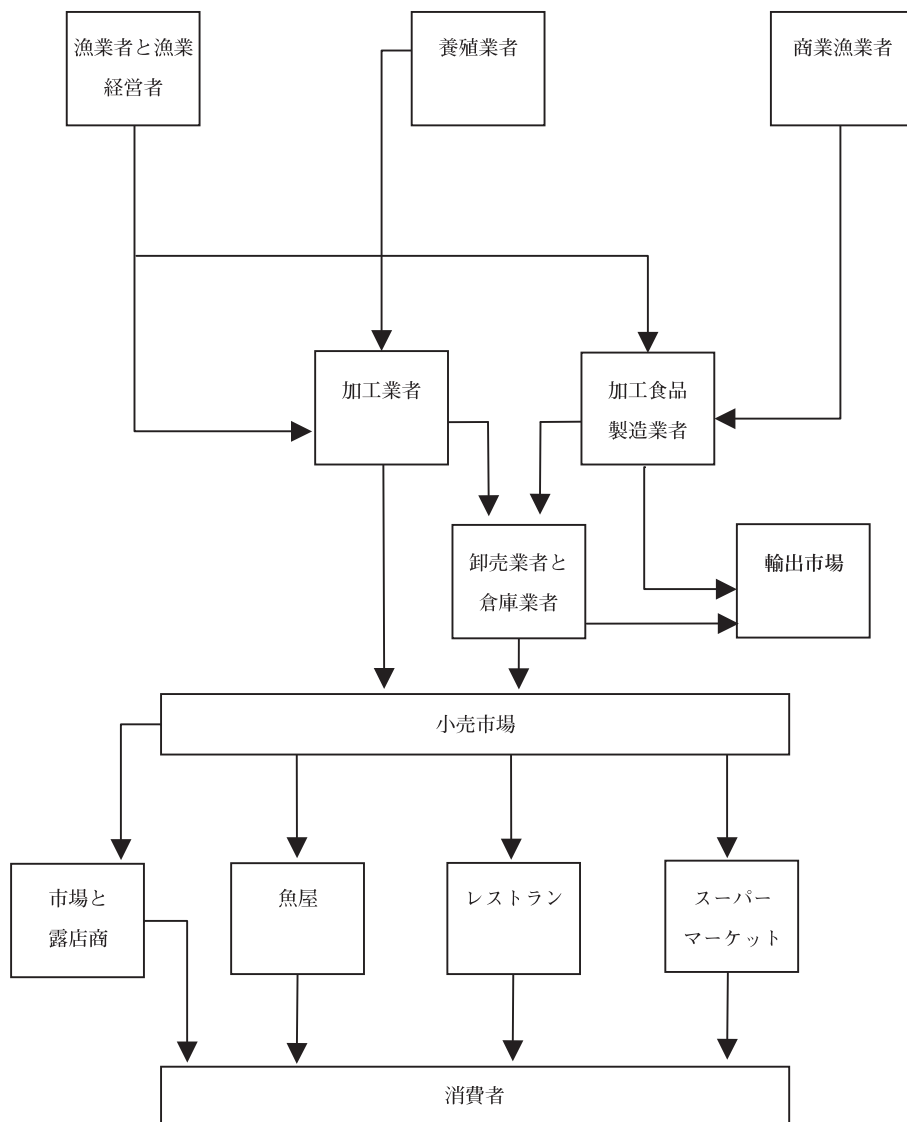 漁業者と漁業
経営者
養殖業者
商業漁業者
加工業者
加工食品
製造業者
卸売業者と
倉庫業者
輸出市場
小売市場
市場と
露店商
魚屋
レストラン
スーパー
マーケット
消費者